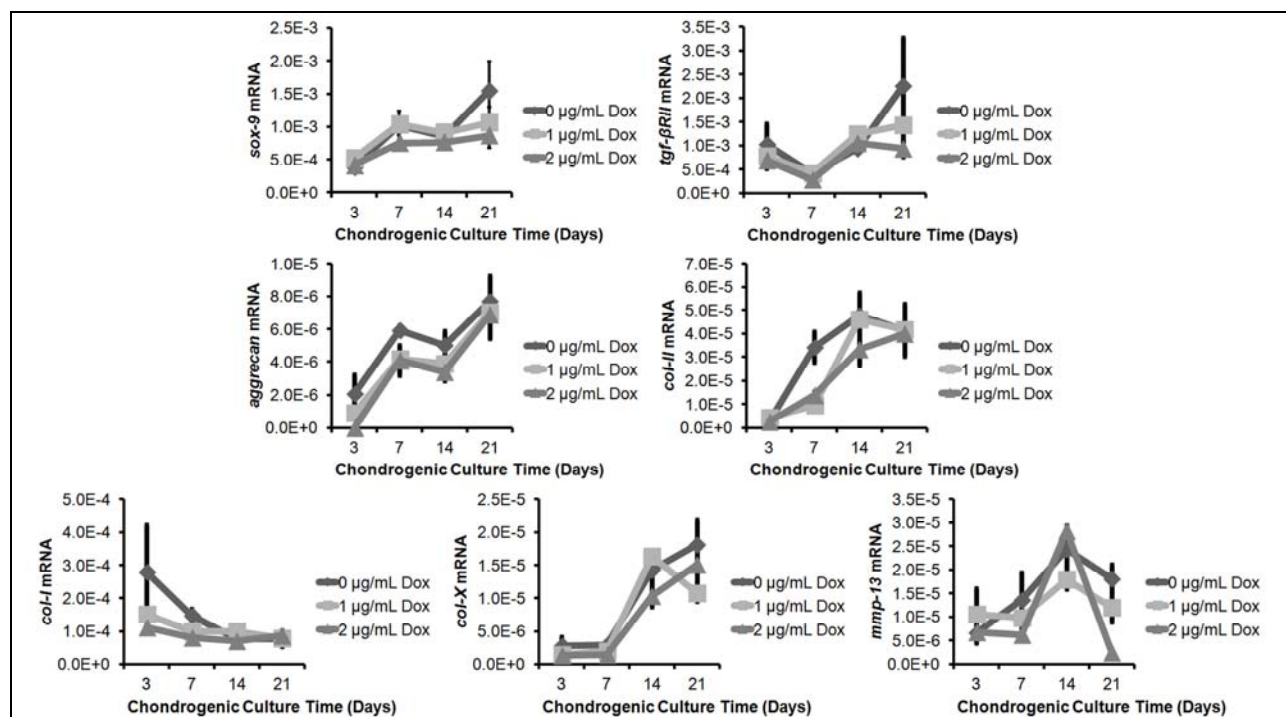 sox-9 mRNA
2.5E-3
2.0E-3
1.5E-3
1.0E-3
5.0E-4
0.0E+0
3 7 14 21
Chondrogenic Culture Time (Days)
0 µg/mL Dox
1 µg/mL Dox
2 µg/mL Dox
tgf-βRII mRNA
3.5E-3
3.0E-3
2.5E-3
2.0E-3
1.5E-3
1.0E-3
5.0E-4
0.0E+0
3 7 14 21
Chondrogenic Culture Time (Days)
0 µg/mL Dox
1 µg/mL Dox
2 µg/mL Dox
aggrecan mRNA
1.0E-5
8.0E-6
6.0E-6
4.0E-6
2.0E-6
0.0E+0
3 7 14 21
Chondrogenic Culture Time (Days)
0 µg/mL Dox
1 µg/mL Dox
2 µg/mL Dox
col-II mRNA
7.0E-5
6.0E-5
5.0E-5
4.0E-5
3.0E-5
2.0E-5
1.0E-5
0.0E+0
3 7 14 21
Chondrogenic Culture Time (Days)
0 µg/mL Dox
1 µg/mL Dox
2 µg/mL Dox
col-I mRNA
5.0E-4
4.0E-4
3.0E-4
2.0E-4
1.0E-4
0.0E+0
3 7 14 21
Chondrogenic Culture Time (Days)
0 µg/mL Dox
1 µg/mL Dox
2 µg/mL Dox
col-X mRNA
2.5E-5
2.0E-5
1.5E-5
1.0E-5
5.0E-6
0.0E+0
3 7 14 21
Chondrogenic Culture Time (Days)
0 µg/mL Dox
1 µg/mL Dox
2 µg/mL Dox
mmp-13 mRNA
3.5E-5
3.0E-5
2.5E-5
2.0E-5
1.5E-5
1.0E-5
5.0E-6
0.0E+0
3 7 14 21
Chondrogenic Culture Time (Days)
0 µg/mL Dox
1 µg/mL Dox
2 µg/mL Dox